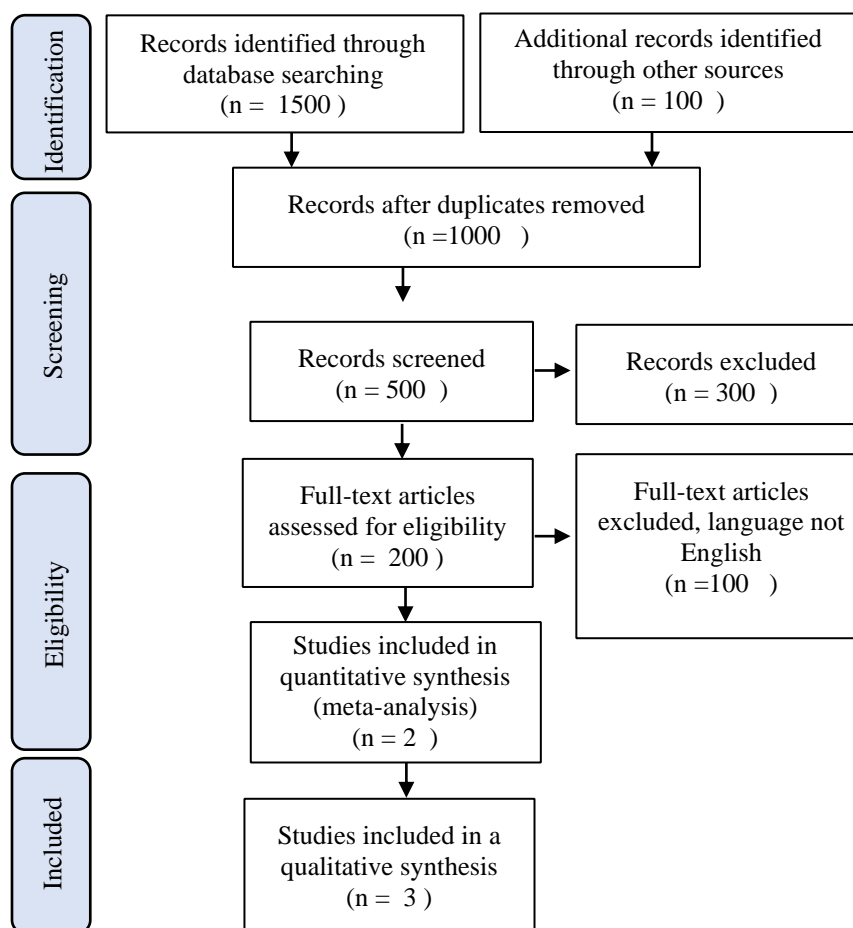 Identification
Records identified through
database searching
(n = 1500 )
Additional records identified
through other sources
(n = 100 )
Records after duplicates removed
(n =1000 )
Screening
Records screened
(n = 500 )
Records excluded
(n = 300 )
Eligibility
Full-text articles
assessed for eligibility
(n = 200 )
Full-text articles
excluded, language not
English
(n =100 )
Studies included in
quantitative synthesis
(meta-analysis)
(n = 2 )
Included
Studies included in a
qualitative synthesis
(n = 3 )